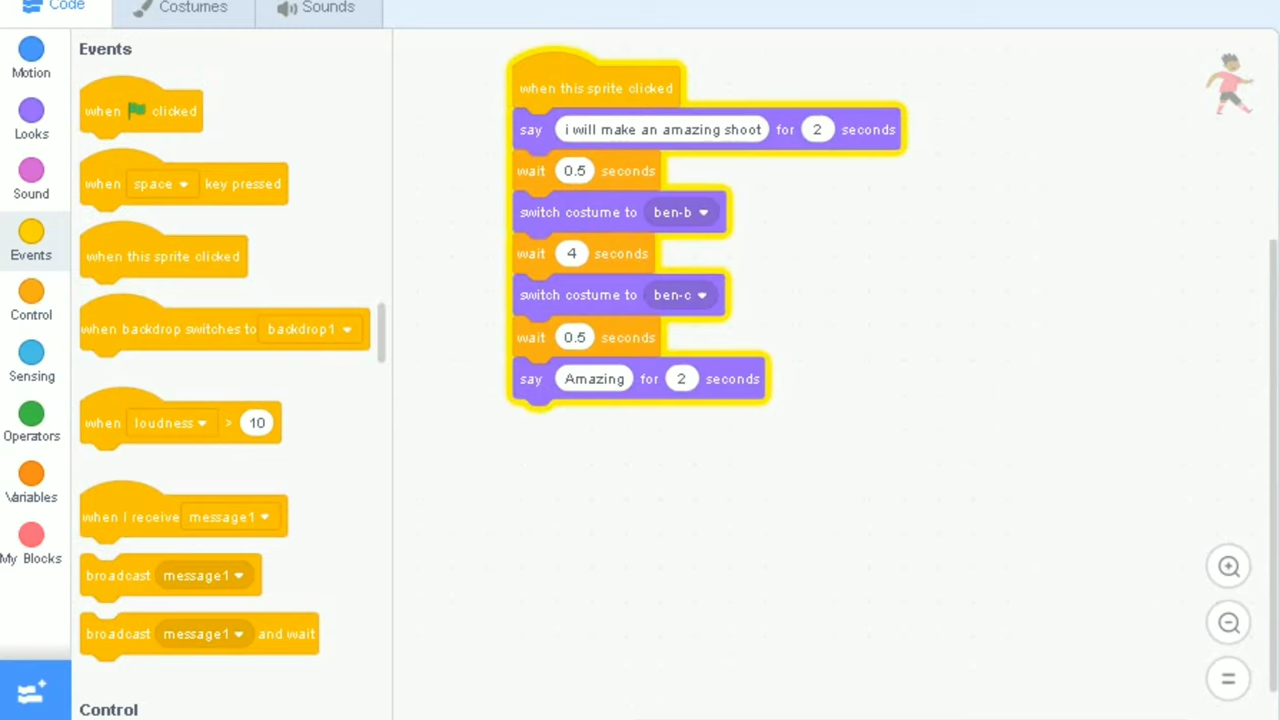 Code
Costumes
Sounds
Motion
Looks
Sound
Events
Control
Sensing
Operators
Variables
My Blocks
Events
when clicked
when space key pressed
when this sprite clicked
when backdrop switches to backdrop1
when loudness > 10
when I receive message1
broadcast message1
broadcast message1 and wait
Control
when this sprite clicked
say i will make an amazing shoot for 2 seconds
wait 0.5 seconds
switch costume to ben-b
wait 4 seconds
switch costume to ben-c
wait 0.5 seconds
say Amazing for 2 seconds